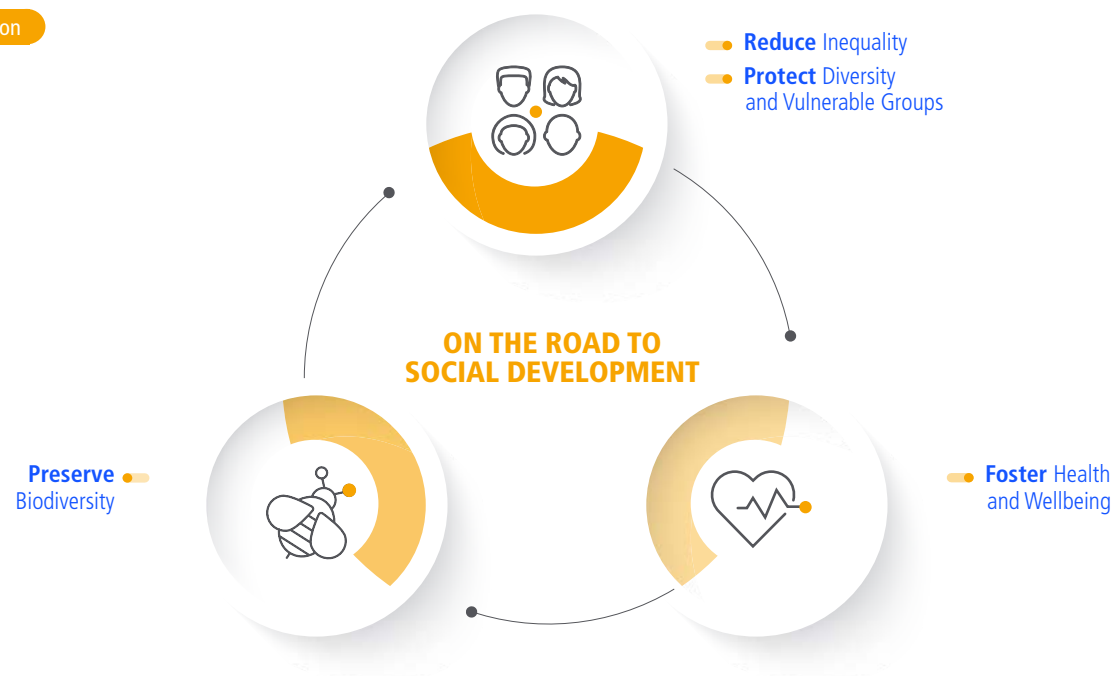 on
Reduce Inequality
Protect Diversity
and Vulnerable Groups
ON THE ROAD TO
SOCIAL DEVELOPMENT
Preserve
Biodiversity
Foster Health
and Wellbeing